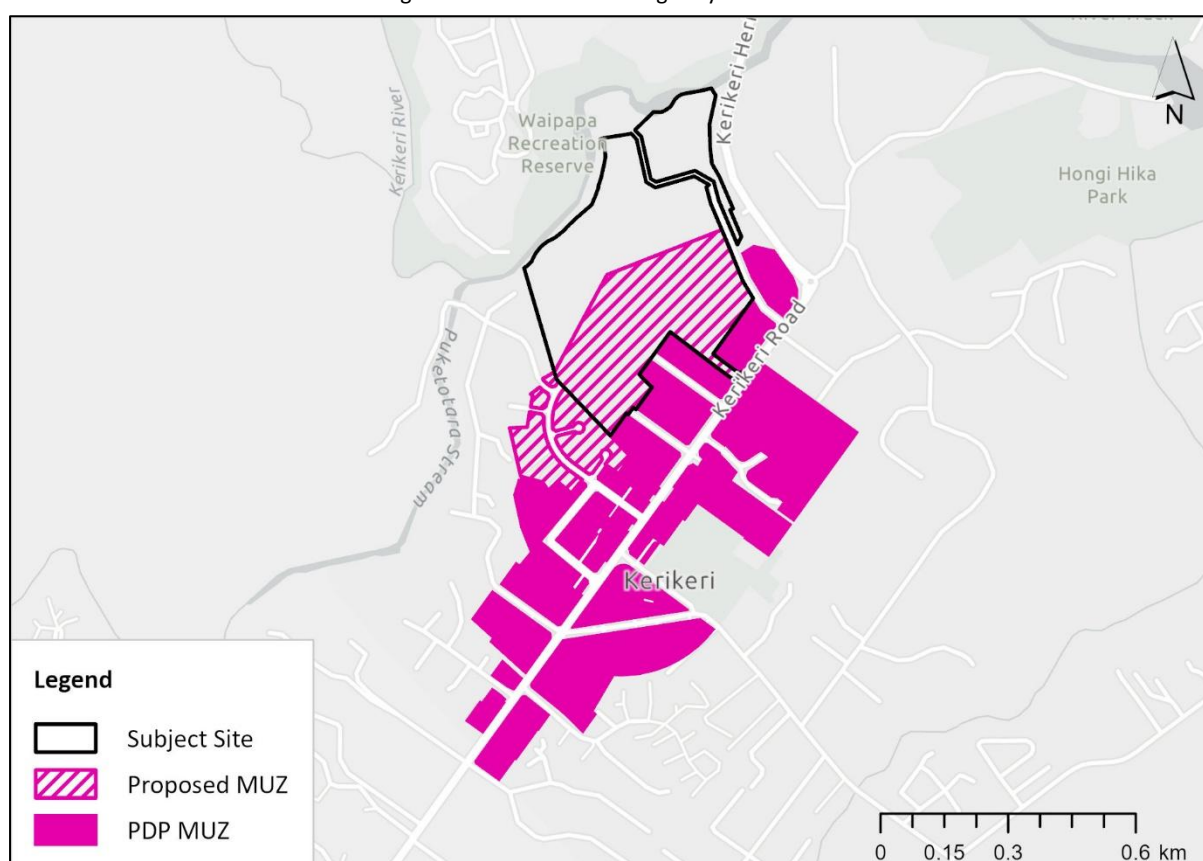 Kerikeri Heri
Waipapa
Recreation
Reserve
Kerikeri River
N
Hongi Hika
Park
Puketotara Stream
Kerikeri Road
Kerikeri
Legend
Subject Site
Proposed MUZ
PDP MUZ
0 0.15 0.3 0.6 km